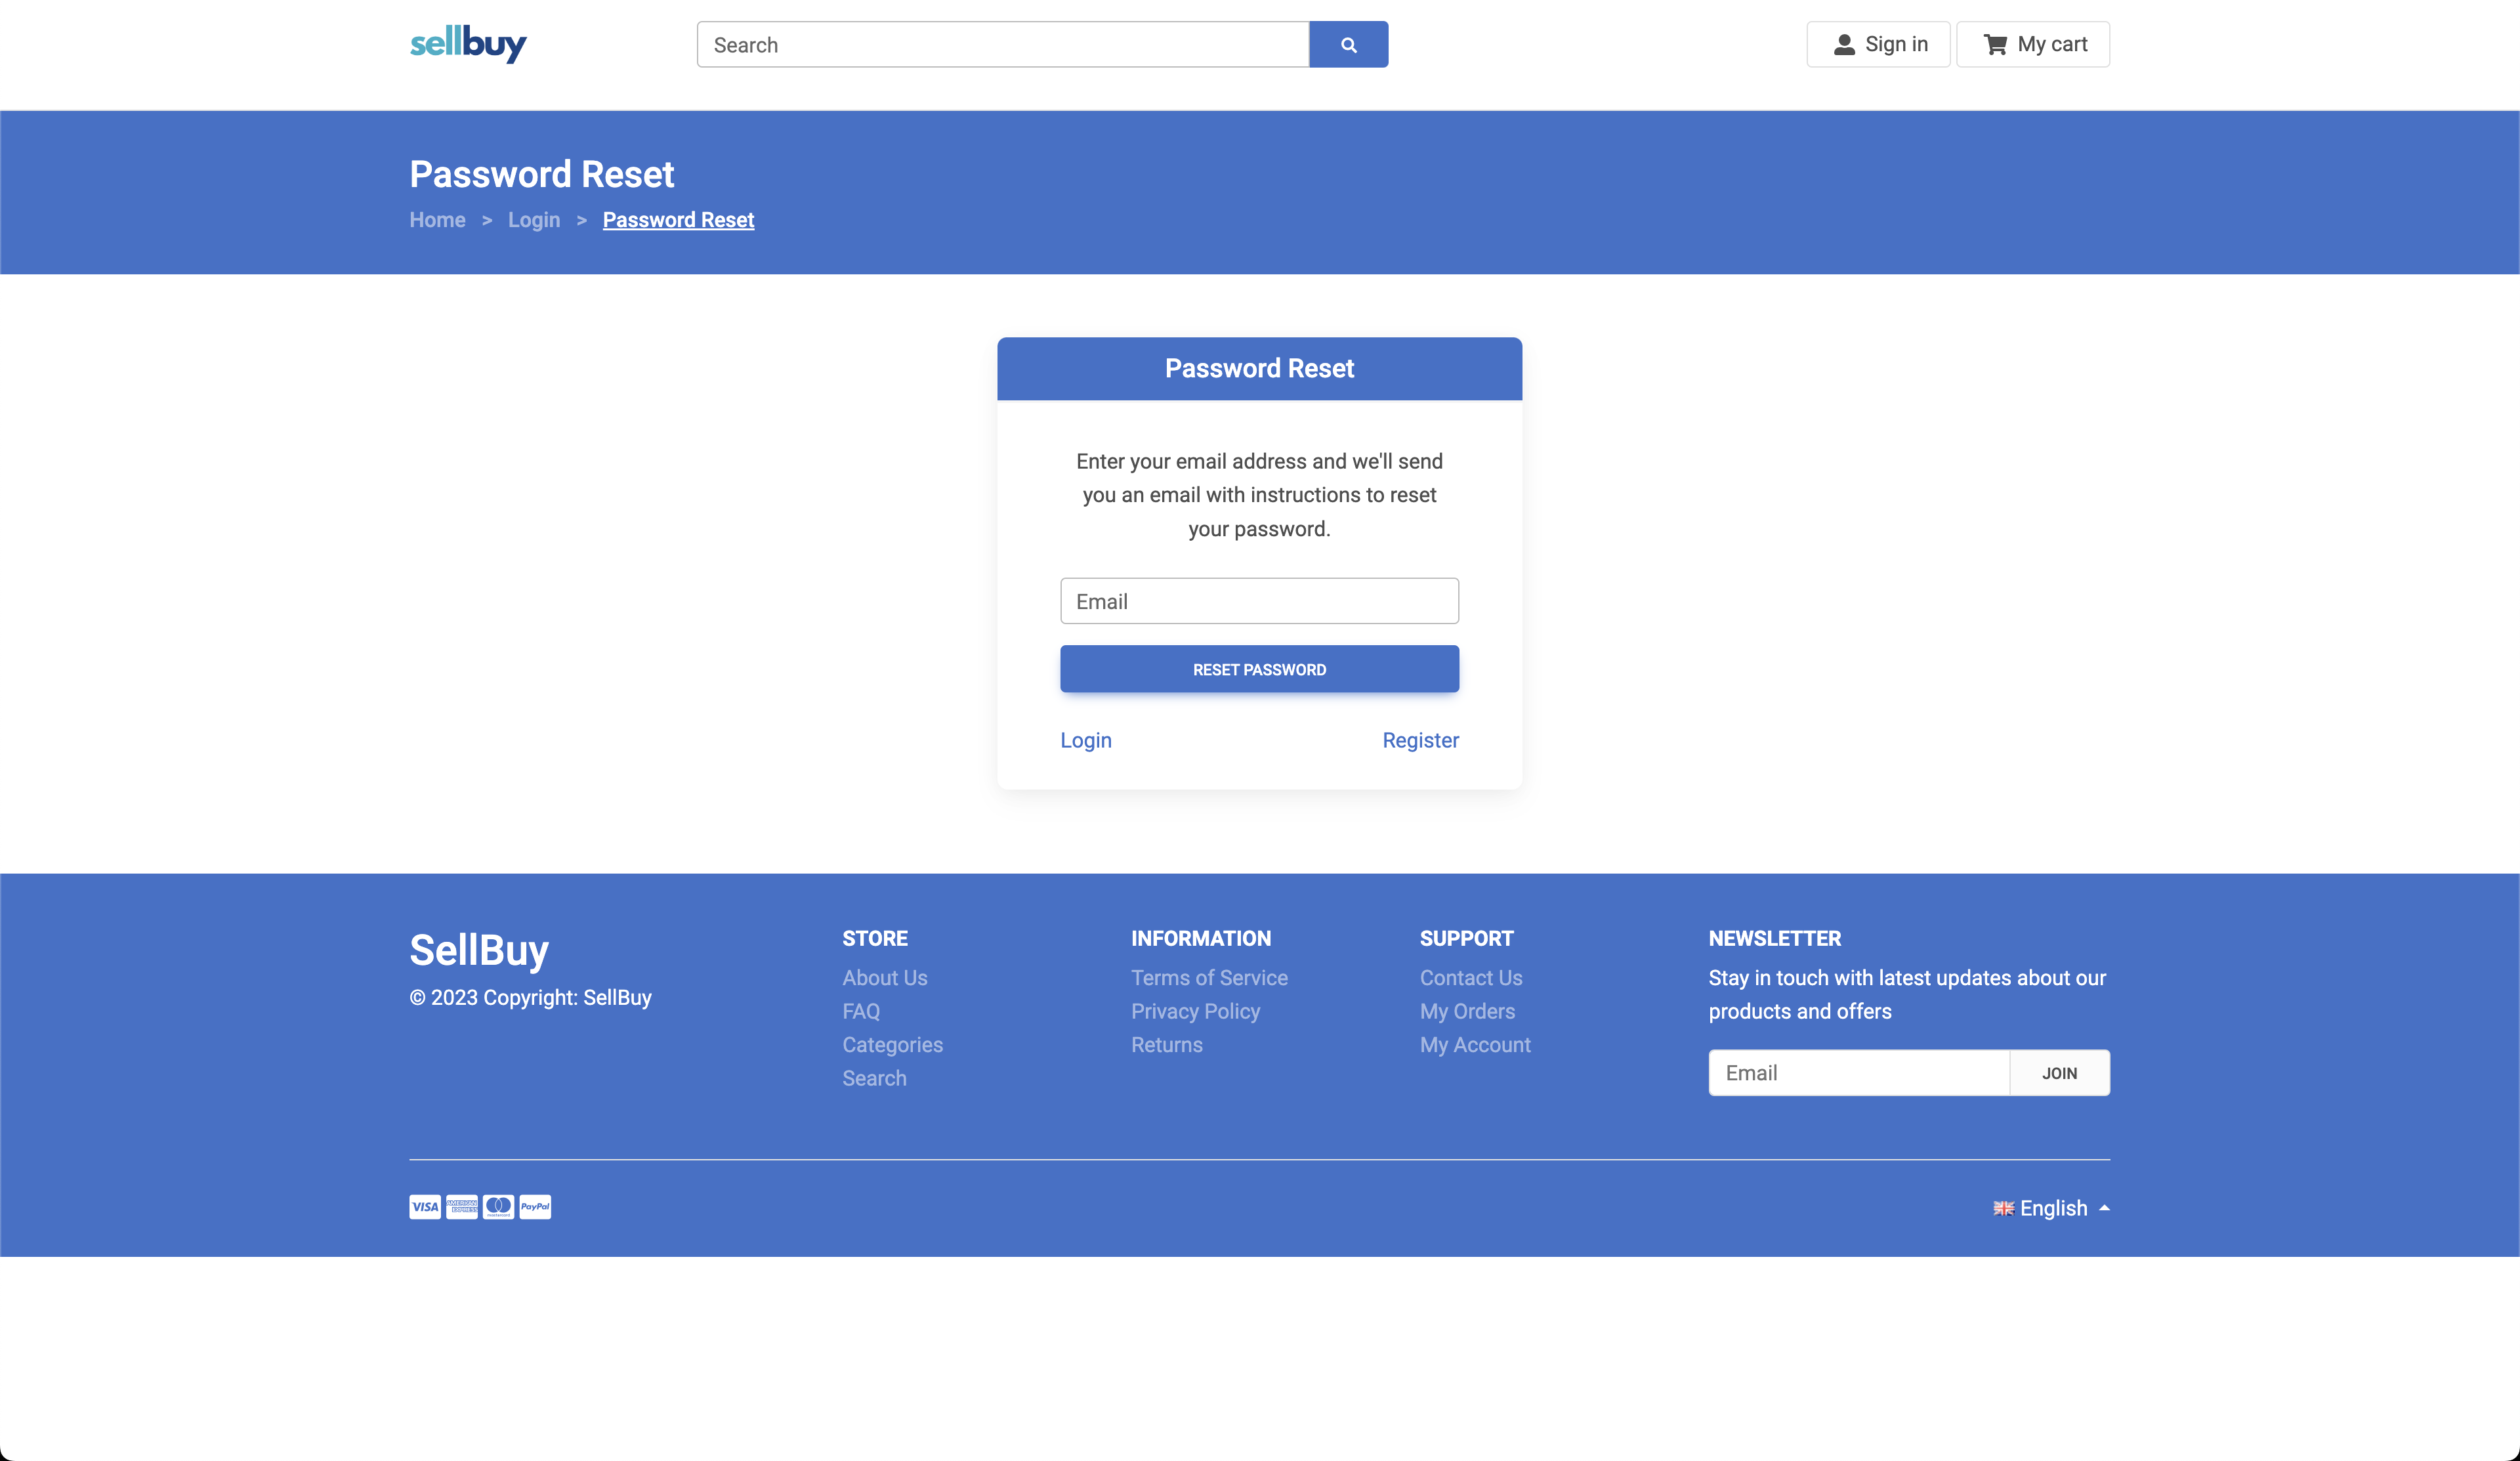 sellbuy
Search
Sign in
My cart
Password Reset
Home > Login > Password Reset
Password Reset
Enter your email address and we'll send
you an email with instructions to reset
your password.
Email
RESET PASSWORD
Login
Register
SellBuy
© 2023 Copyright: SellBuy
STORE
About Us
FAQ
Categories
Search
INFORMATION
Terms of Service
Privacy Policy
Returns
SUPPORT
Contact Us
My Orders
My Account
NEWSLETTER
Stay in touch with latest updates about our
products and offers
Email
JOIN
VISA
AMERICAN
EXPRESS
mastercard
PayPal
English